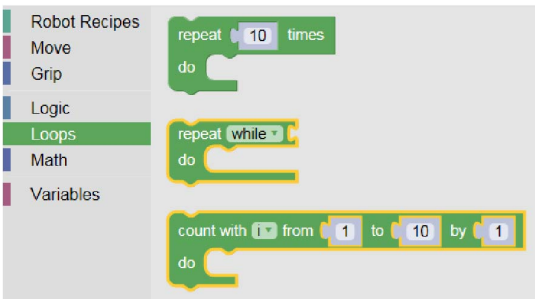 Robot Recipes
Move
Grip
Logic
Loops
Math
Variables
repeat 10 times
do
repeat while
do
count with i from 1 to 10 by 1
do